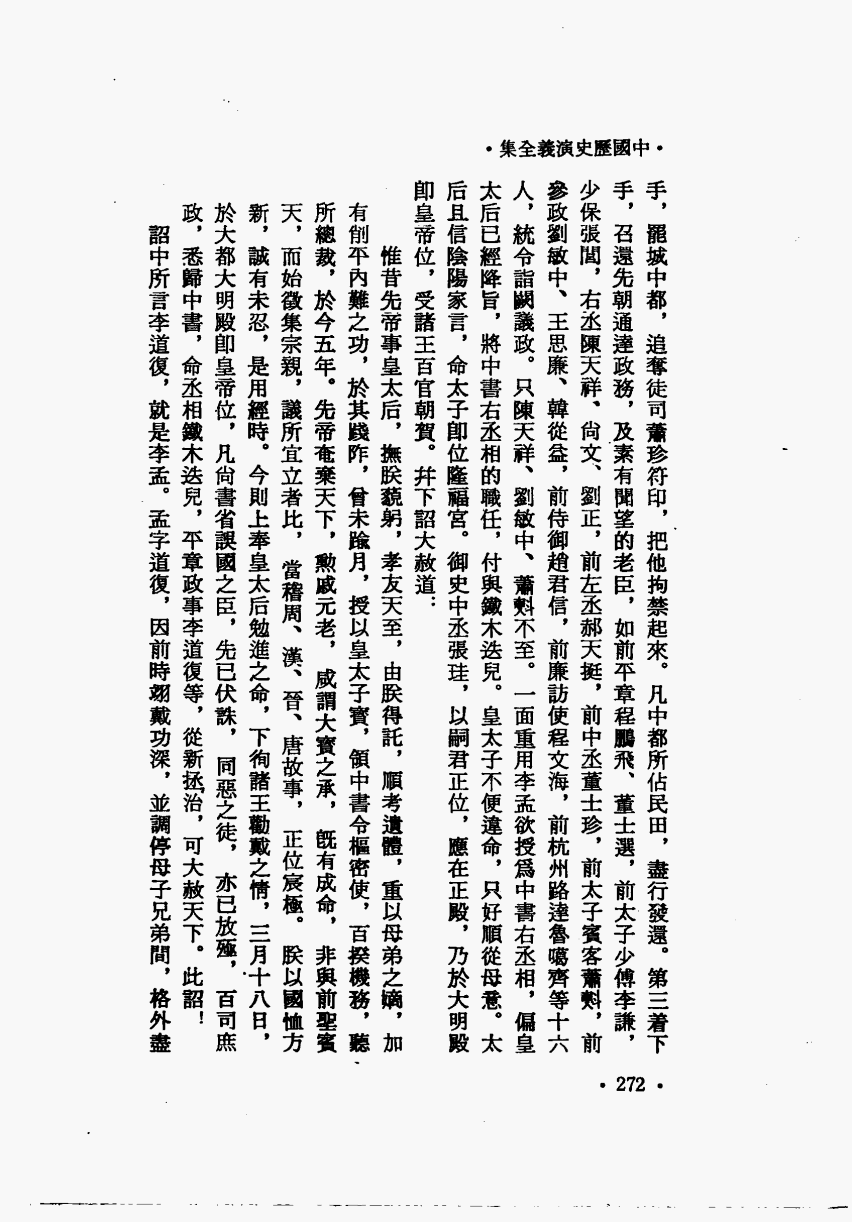 ·中國歷史演義全集·
手，罷城中都，追奪徒司蕭珍符印，把他拘禁起來。凡中都所佔民田，盡行發還。第三着下
手，召還先朝通達政務，及素有聞望的老臣，如前平章程鵬飛、董士選，前太子少傅李謙，
少保張閭，右丞陳天祥、尙文、劉正，前左丞郝天挺，前中丞董士珍，前太子賓客蕭㪺，前
參政劉敏中、王思廉、韓從益，前侍御趙君信，前廉訪使程文海，前杭州路達魯噶齊等十六
人，統令詣闕議政。只陳天祥、劉敏中、蕭㪺不至。一面重用李孟欲授爲中書右丞相，偏皇
太后已經降旨，將中書右丞相的職任，付與鐵木迭兒。皇太子不便違命，只好順從母意。太
后且信陰陽家言，命太子卽位隆福宮。御史中丞張珪，以嗣君正位，應在正殿，乃於大明殿
卽皇帝位，受諸王百官朝賀。幷下詔大赦道：
惟昔先帝事皇太后，撫朕藐躬，孝友天至，由朕得託，順考遺體，重以母弟之嫡，加
有削平內難之功，於其踐阼，曾未踰月，授以皇太子寶，領中書令樞密使，百揆機務，聽
所總裁，於今五年。先帝奄棄天下，勳戚元老，咸謂大寶之承，旣有成命，非與前聖賓
天，而始徵集宗親，議所宜立者比，當稽周、漢、晉、唐故事，正位宸極。朕以國恤方
新，誠有未忍，是用經時。今則上奉皇太后勉進之命，下徇諸王勸戴之情，三月十八日，
於大都大明殿卽皇帝位，凡尙書省誤國之臣，先已伏誅，同惡之徒，亦已放殛，百司庶
政，悉歸中書，命丞相鐵木迭兒，平章政事李道復等，從新拯治，可大赦天下。此詔！
詔中所言李道復，就是李孟。孟字道復，因前時翊戴功深，並調停母子兄弟間，格外盡
·272·